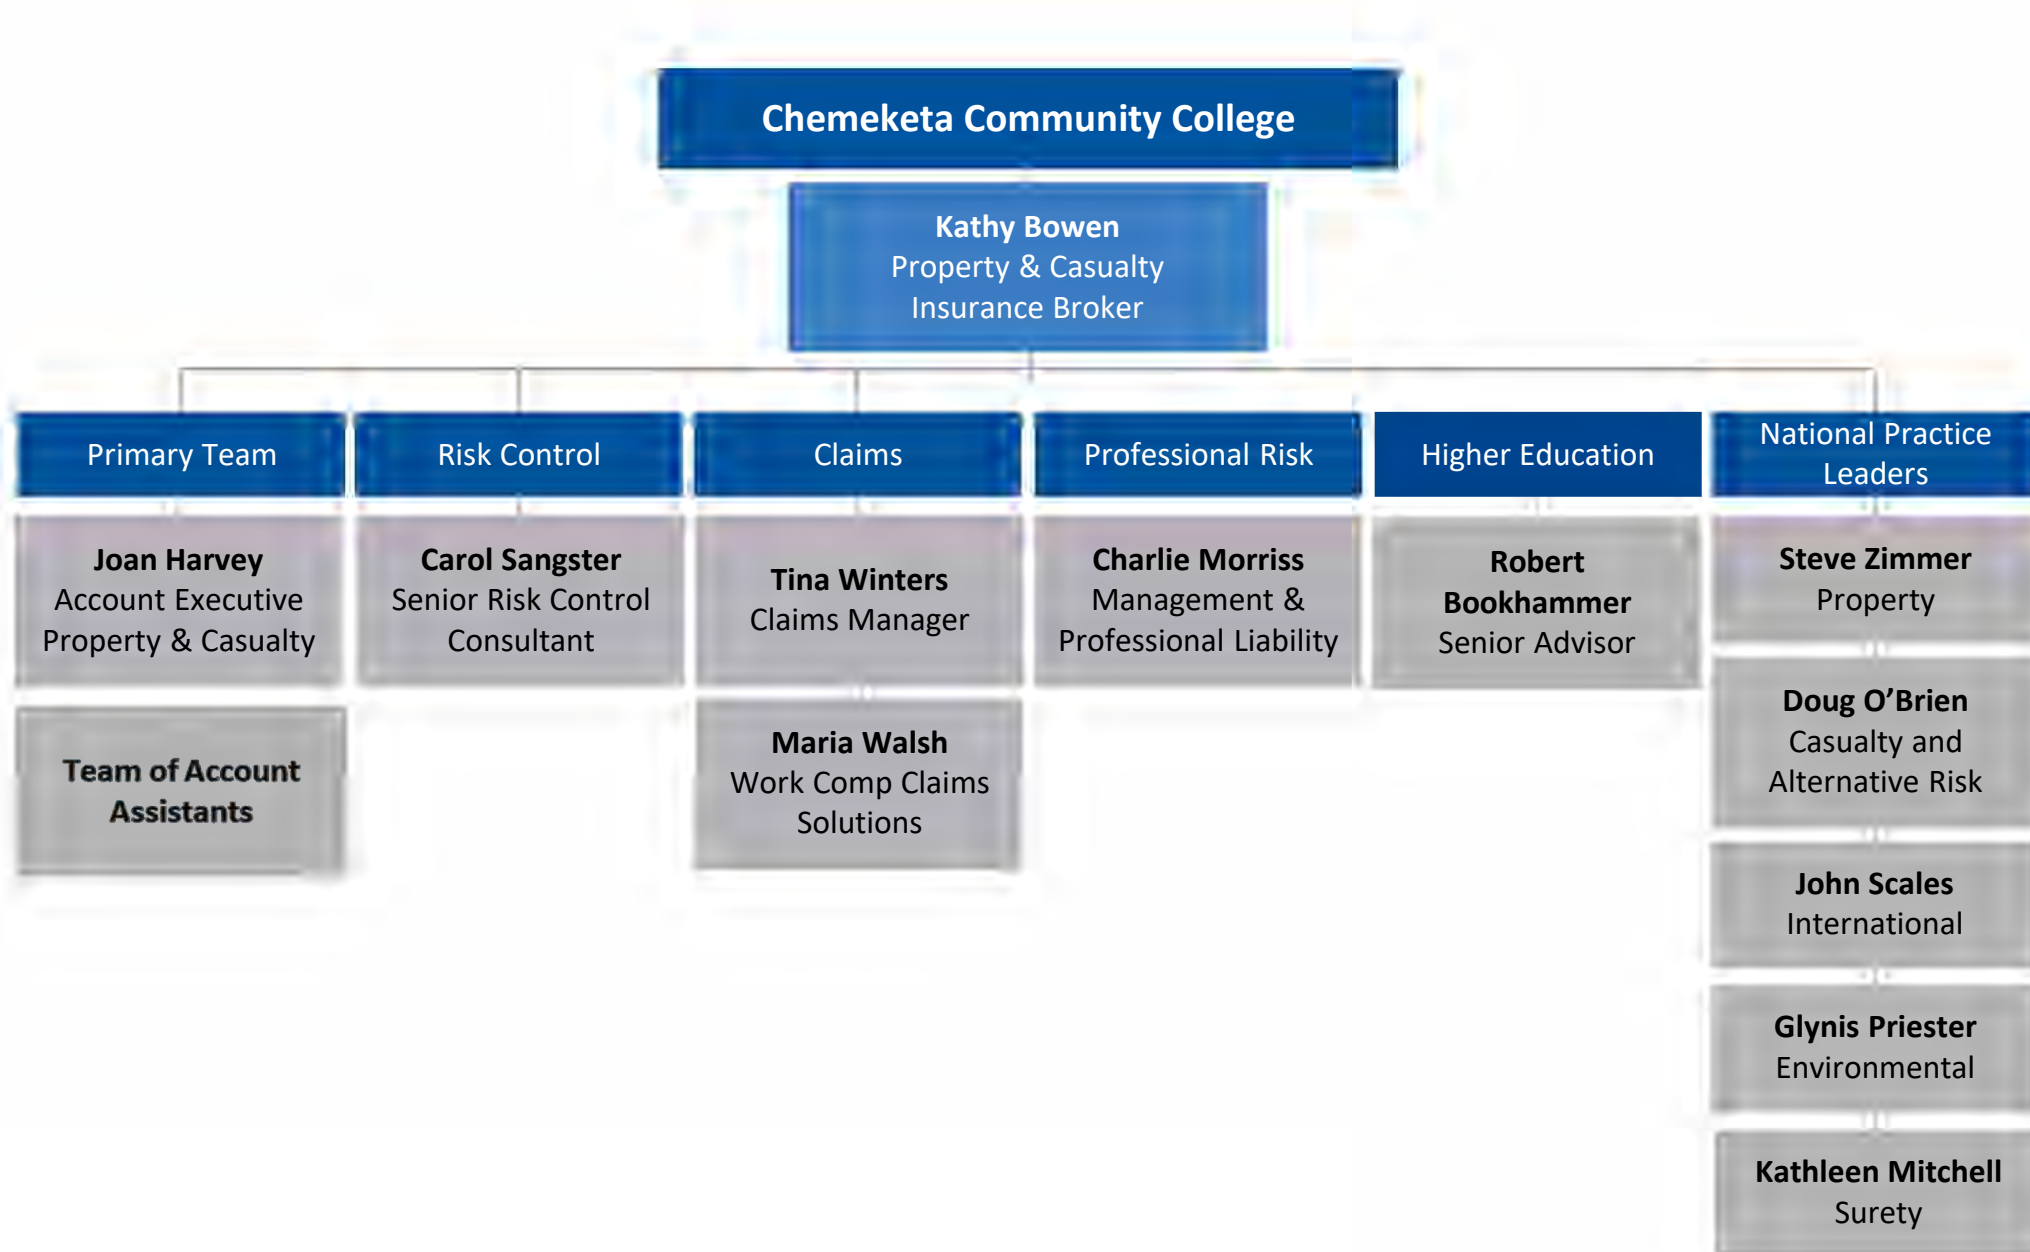 Chemeketa Community College
Kathy Bowen
Property & Casualty
Insurance Broker
Primary Team
Joan Harvey
Account Executive
Property & Casualty
Team of Account
Assistants
Risk Control
Carol Sangster
Senior Risk Control
Consultant
Claims
Tina Winters
Claims Manager
Maria Walsh
Work Comp Claims
Solutions
Professional Risk
Charlie Morriss
Management &
Professional Liability
Higher Education
Robert
Bookhammer
Senior Advisor
National Practice
Leaders
Steve Zimmer
Property
Doug O’Brien
Casualty and
Alternative Risk
John Scales
International
Glynis Priester
Environmental
Kathleen Mitchell
Surety